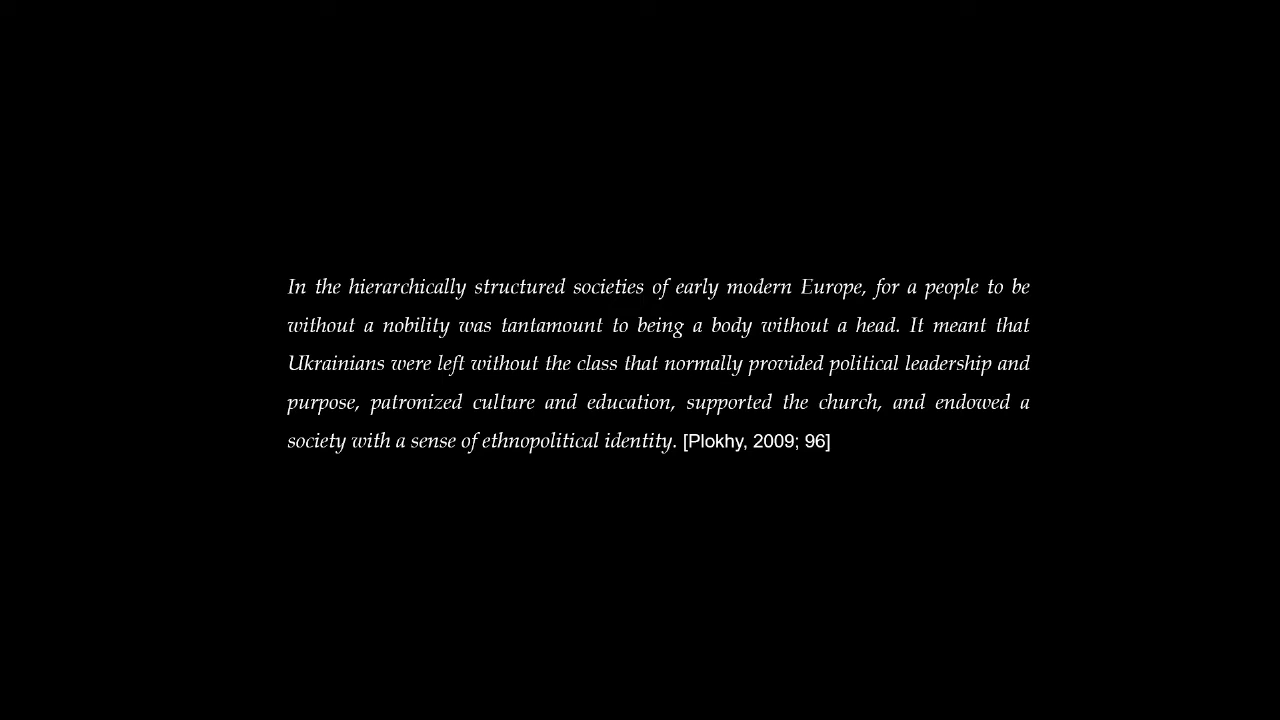 In the hierarchically structured societies of early modern Europe, for a people to be
without a nobility was tantamount to being a body without a head. It meant that
Ukrainians were left without the class that normally provided political leadership and
purpose, patronized culture and education, supported the church, and endowed a
society with a sense of ethnopolitical identity. [Plokhy, 2009; 96]